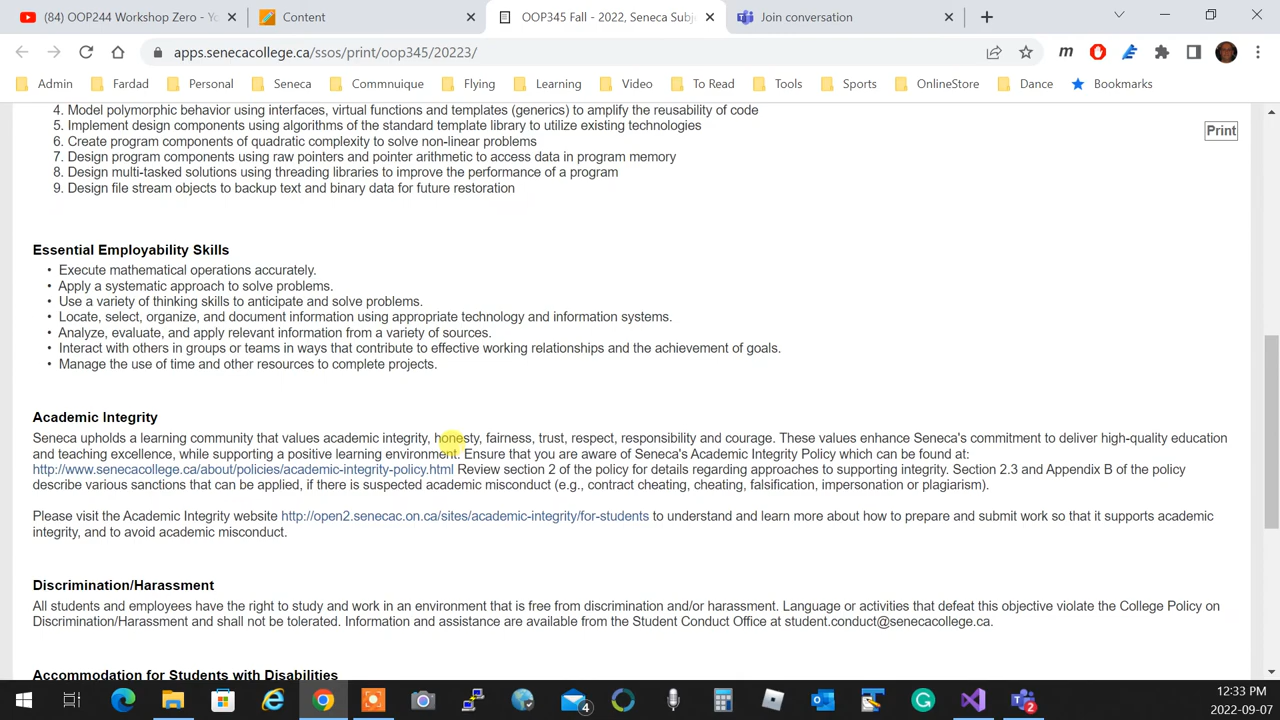 (84) OOP244 Workshop Zero - Yo
Content
OOP345 Fall - 2022, Seneca Subj
Join conversation
apps.senecacollege.ca/ssos/print/oop345/20223/
m
Admin
Fardad
Personal
Seneca
Commnuique
Flying
Learning
Video
To Read
Tools
Sports
OnlineStore
Dance
Bookmarks
4. Model polymorphic behavior using interfaces, virtual functions and templates (generics) to amplify the reusability of code
5. Implement design components using algorithms of the standard template library to utilize existing technologies
Print
6. Create program components of quadratic complexity to solve non-linear problems
7. Design program components using raw pointers and pointer arithmetic to access data in program memory
8. Design multi-tasked solutions using threading libraries to improve the performance of a program
9. Design file stream objects to backup text and binary data for future restoration
Essential Employability Skills
• Execute mathematical operations accurately.
• Apply a systematic approach to solve problems.
• Use a variety of thinking skills to anticipate and solve problems.
• Locate, select, organize, and document information using appropriate technology and information systems.
• Analyze, evaluate, and apply relevant information from a variety of sources.
• Interact with others in groups or teams in ways that contribute to effective working relationships and the achievement of goals.
• Manage the use of time and other resources to complete projects.
Academic Integrity
Seneca upholds a learning community that values academic integrity, honesty, fairness, trust, respect, responsibility and courage. These values enhance Seneca's commitment to deliver high-quality education
and teaching excellence, while supporting a positive learning environment. Ensure that you are aware of Seneca's Academic Integrity Policy which can be found at:
http://www.senecacollege.ca/about/policies/academic-integrity-policy.html Review section 2 of the policy for details regarding approaches to supporting integrity. Section 2.3 and Appendix B of the policy
describe various sanctions that can be applied, if there is suspected academic misconduct (e.g., contract cheating, cheating, falsification, impersonation or plagiarism).
Please visit the Academic Integrity website http://open2.senecac.on.ca/sites/academic-integrity/for-students to understand and learn more about how to prepare and submit work so that it supports academic
integrity, and to avoid academic misconduct.
Discrimination/Harassment
All students and employees have the right to study and work in an environment that is free from discrimination and/or harassment. Language or activities that defeat this objective violate the College Policy on
Discrimination/Harassment and shall not be tolerated. Information and assistance are available from the Student Conduct Office at student.conduct@senecacollege.ca.
Accommodation for Students with Disabilities
4
2
12:33 PM
2022-09-07